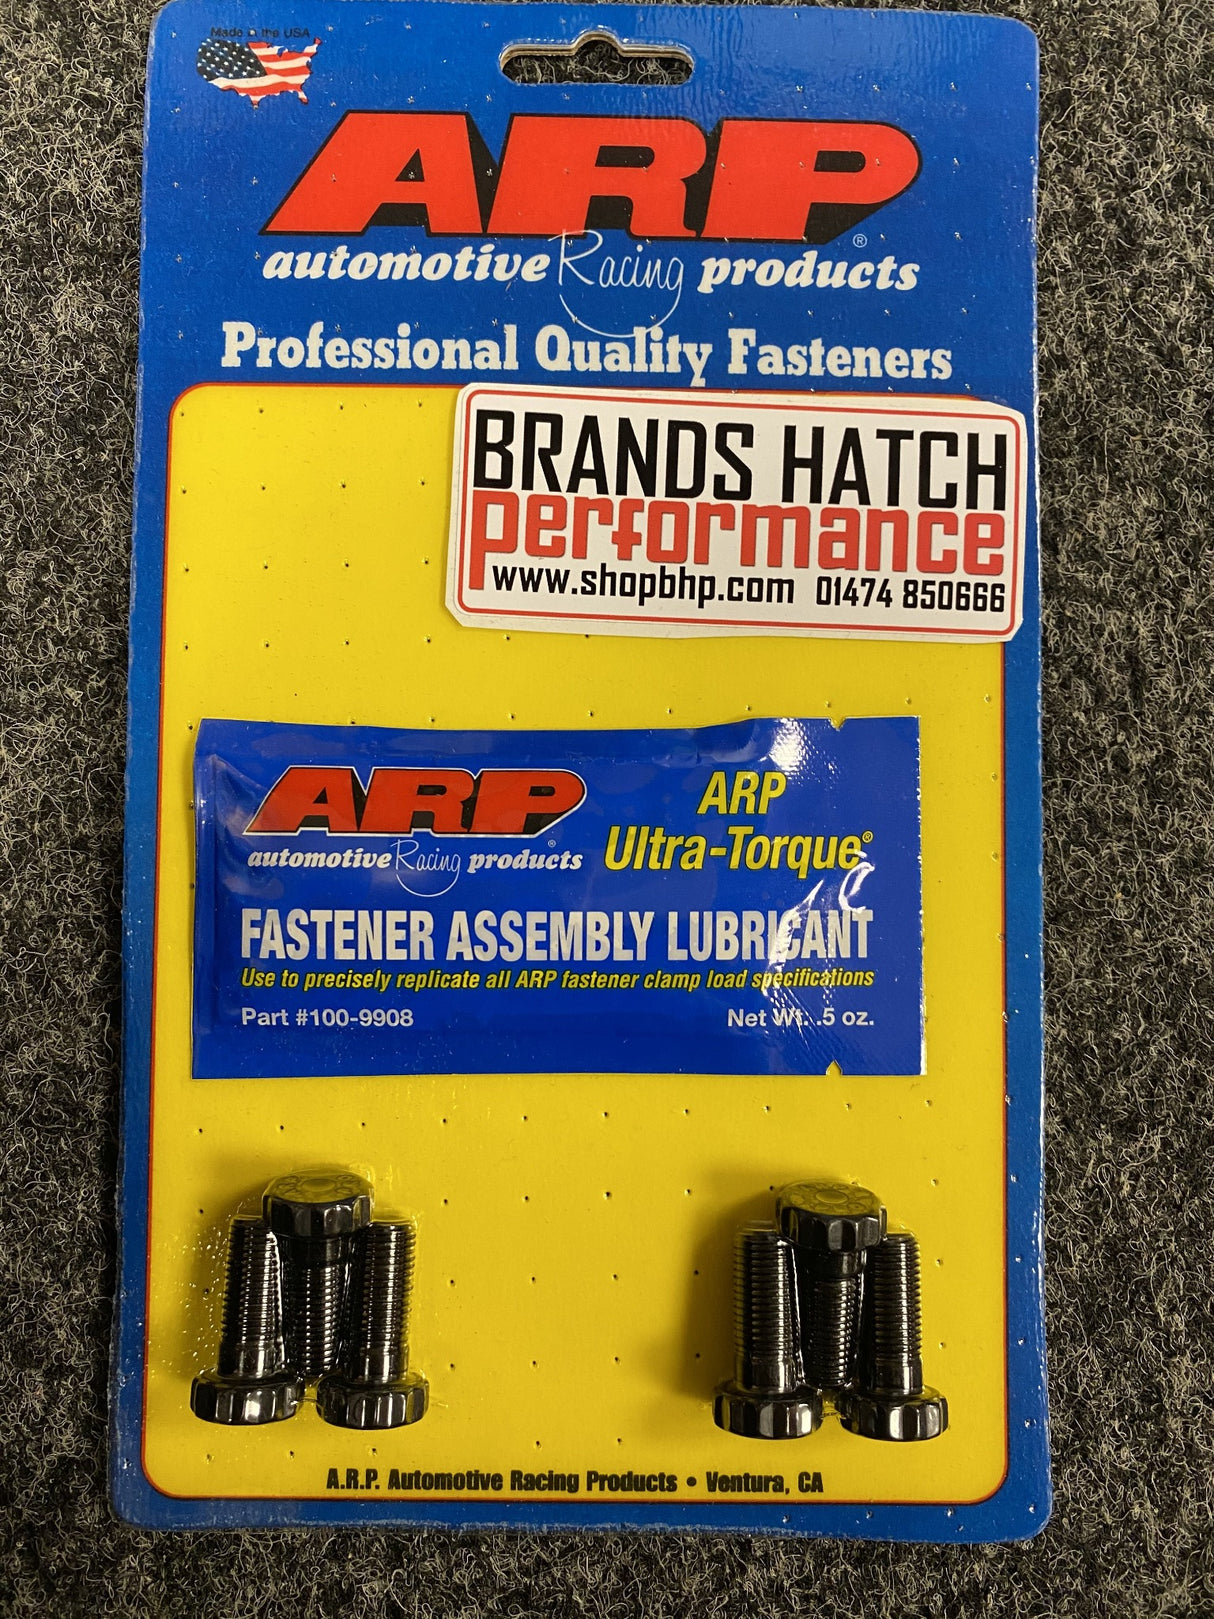 Made in the USA
ARP®
automotive Racing products
Professional Quality Fasteners
BRANDS HATCH
performance
www.shopbhp.com 01474 850666
ARP
automotive Racing products®
ARP
Ultra-Torque®
FASTENER ASSEMBLY LUBRICANT
Use to precisely replicate all ARP fastener clamp load specifications
Part #100-9908 Net Wt. .5 oz.
A.R.P. Automotive Racing Products • Ventura, CA